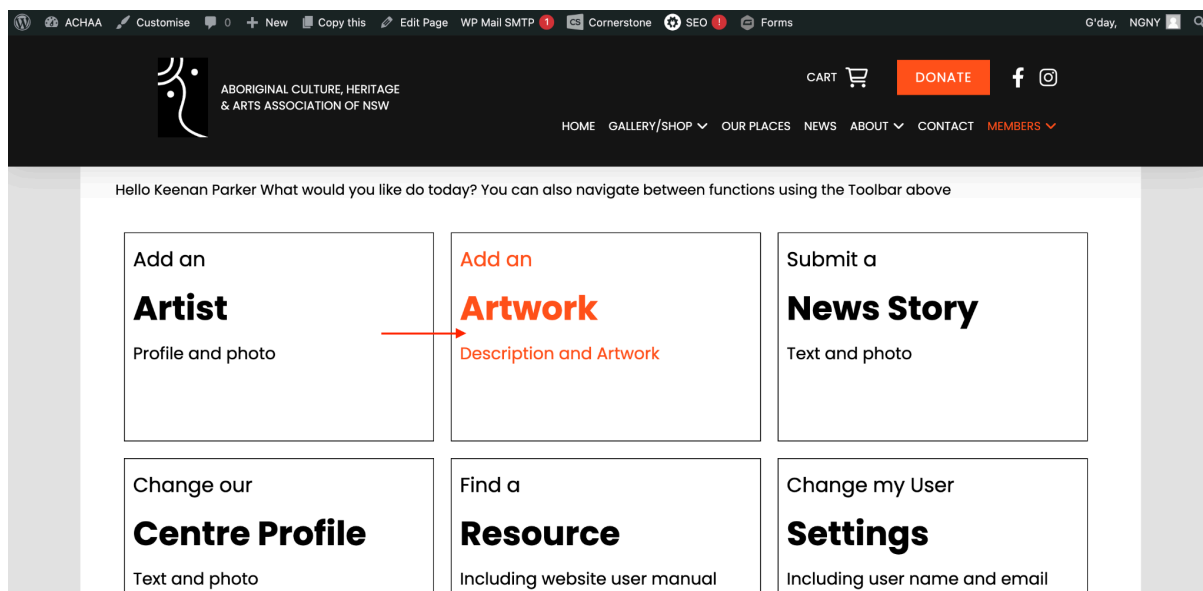 ACHAA Customise 0 New Copy this Edit Page WP Mail SMTP 1 CS Cornerstone SEO ! Forms G'day, NGNY
ABORIGINAL CULTURE, HERITAGE
& ARTS ASSOCIATION OF NSW
CART DONATE
HOME GALLERY/SHOP OUR PLACES NEWS ABOUT CONTACT MEMBERS
Hello Keenan Parker What would you like do today? You can also navigate between functions using the Toolbar above
Add an
Artist
Profile and photo
Add an
Artwork
Description and Artwork
Submit a
News Story
Text and photo
Change our
Centre Profile
Text and photo
Find a
Resource
Including website user manual
Change my User
Settings
Including user name and email